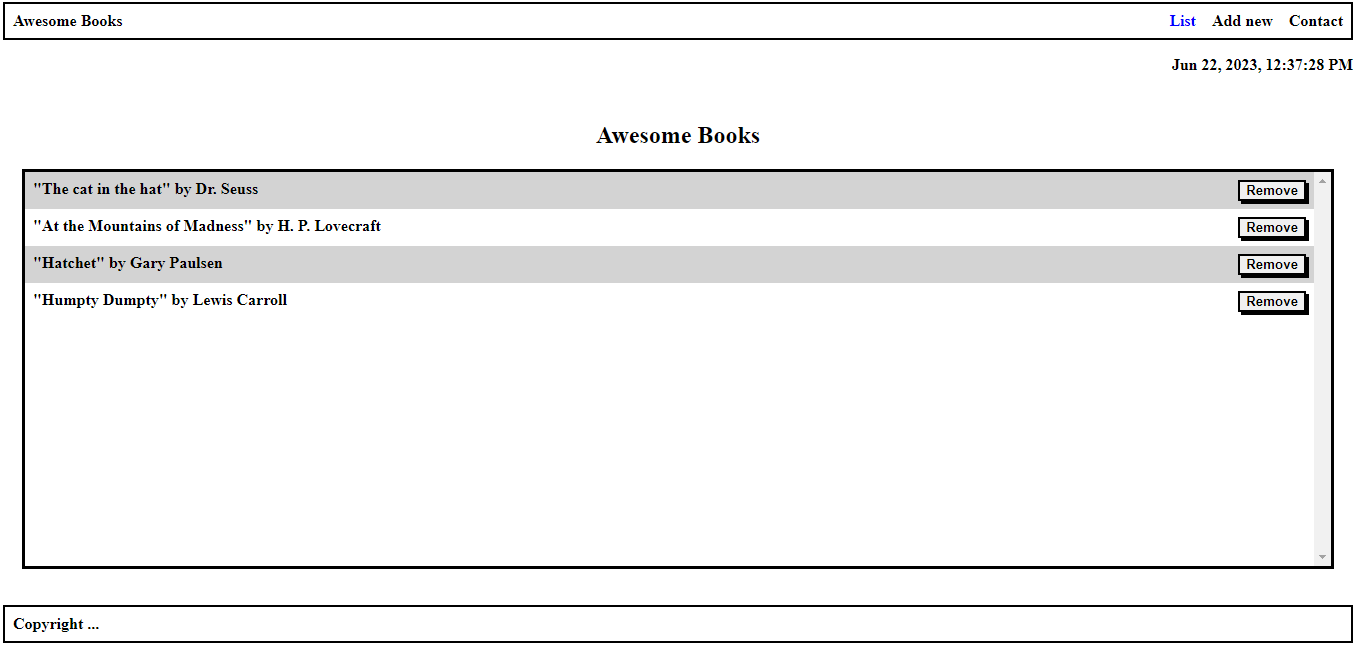 Awesome Books List Add new Contact
Jun 22, 2023, 12:37:28 PM
Awesome Books
"The cat in the hat" by Dr. Seuss Remove
"At the Mountains of Madness" by H. P. Lovecraft Remove
"Hatchet" by Gary Paulsen Remove
"Humpty Dumpty" by Lewis Carroll Remove
Copyright ...